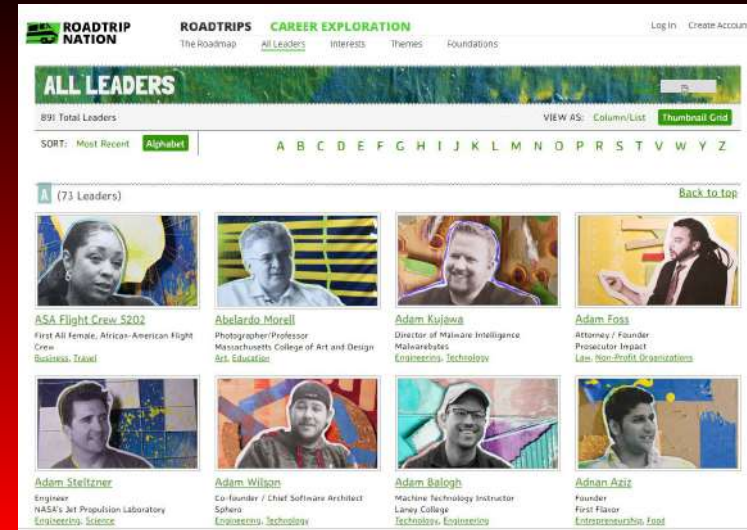 ROADTRIP NATION
ROADTRIPS CAREER EXPLORATION
Log In Create Accoun
The Roadmap All Leaders Interests Themes Foundations
ALL LEADERS
891 Total Leaders
VIEW AS: Column/List Thumbnail Grid
SORT: Most Recent Alphabet
A B C D E F G H I J K L M N O P R S T V W Y Z
A (73 Leaders)
Back to top
ASA Flight Crew 5202
First All Female, African-American Flight
Crew
Business, Travel
Abelardo Morell
Photographer/Professor
Massachusetts College of Art and Design
Art, Education
Adam Kujawa
Director of Malware Intelligence
Malwarebytes
Engineering, Technology
Adam Foss
Attorney / Founder
Prosecutor Impact
Law, Non-Profit Organizations
Adam Steltzner
Engineer
NASA's Jet Propulsion Laboratory
Engineering, Science
Adam Wilson
Co-founder / Chief Software Architect
Sphero
Engineering, Technology
Adam Balogh
Machine Technology Instructor
Laney College
Technology, Engineering
Adnan Aziz
Founder
First Flavor
Entrepreneurship, Food